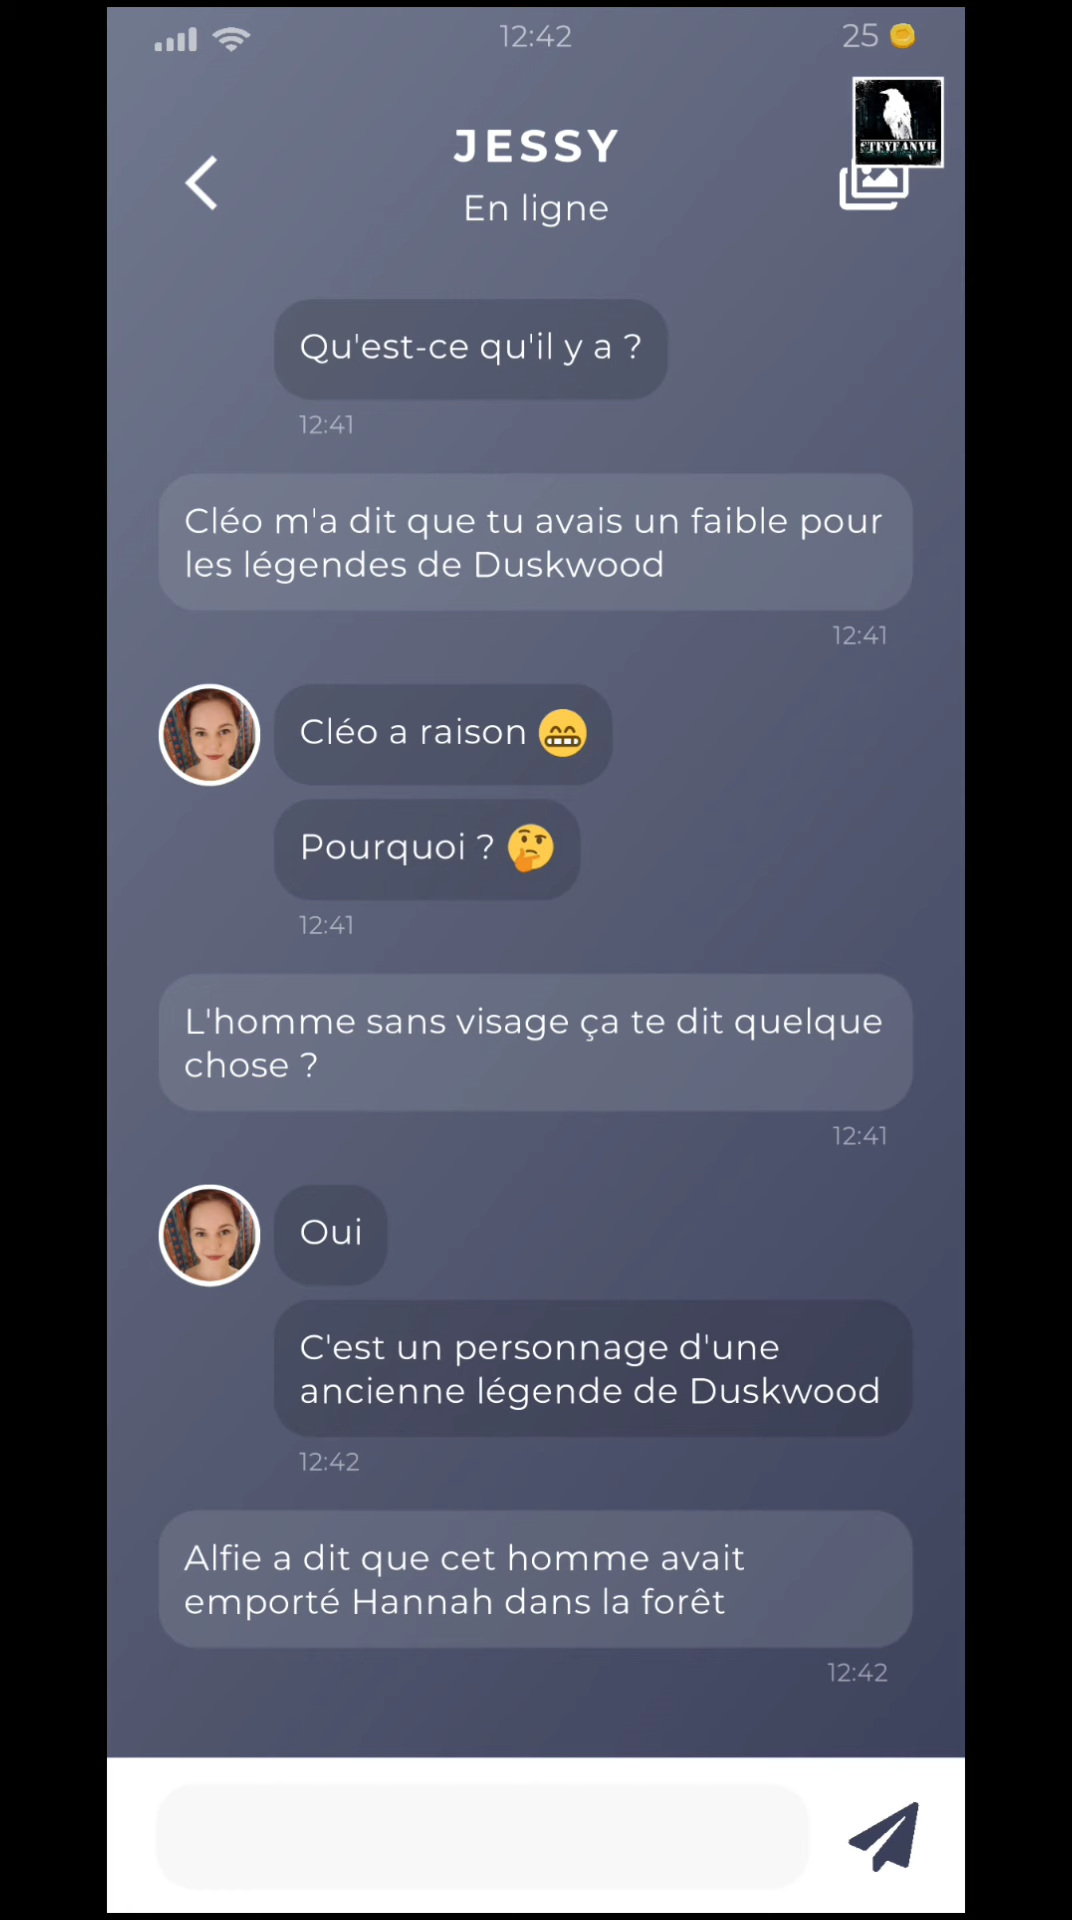 12:42
25
STEYFANYH
JESSY
En ligne
Qu'est-ce qu'il y a ?
12:41
Cléo m'a dit que tu avais un faible pour
les légendes de Duskwood
12:41
Cléo a raison 😁
Pourquoi ? 🤔
12:41
L'homme sans visage ça te dit quelque
chose ?
12:41
Oui
C'est un personnage d'une
ancienne légende de Duskwood
12:42
Alfie a dit que cet homme avait
emporté Hannah dans la forêt
12:42